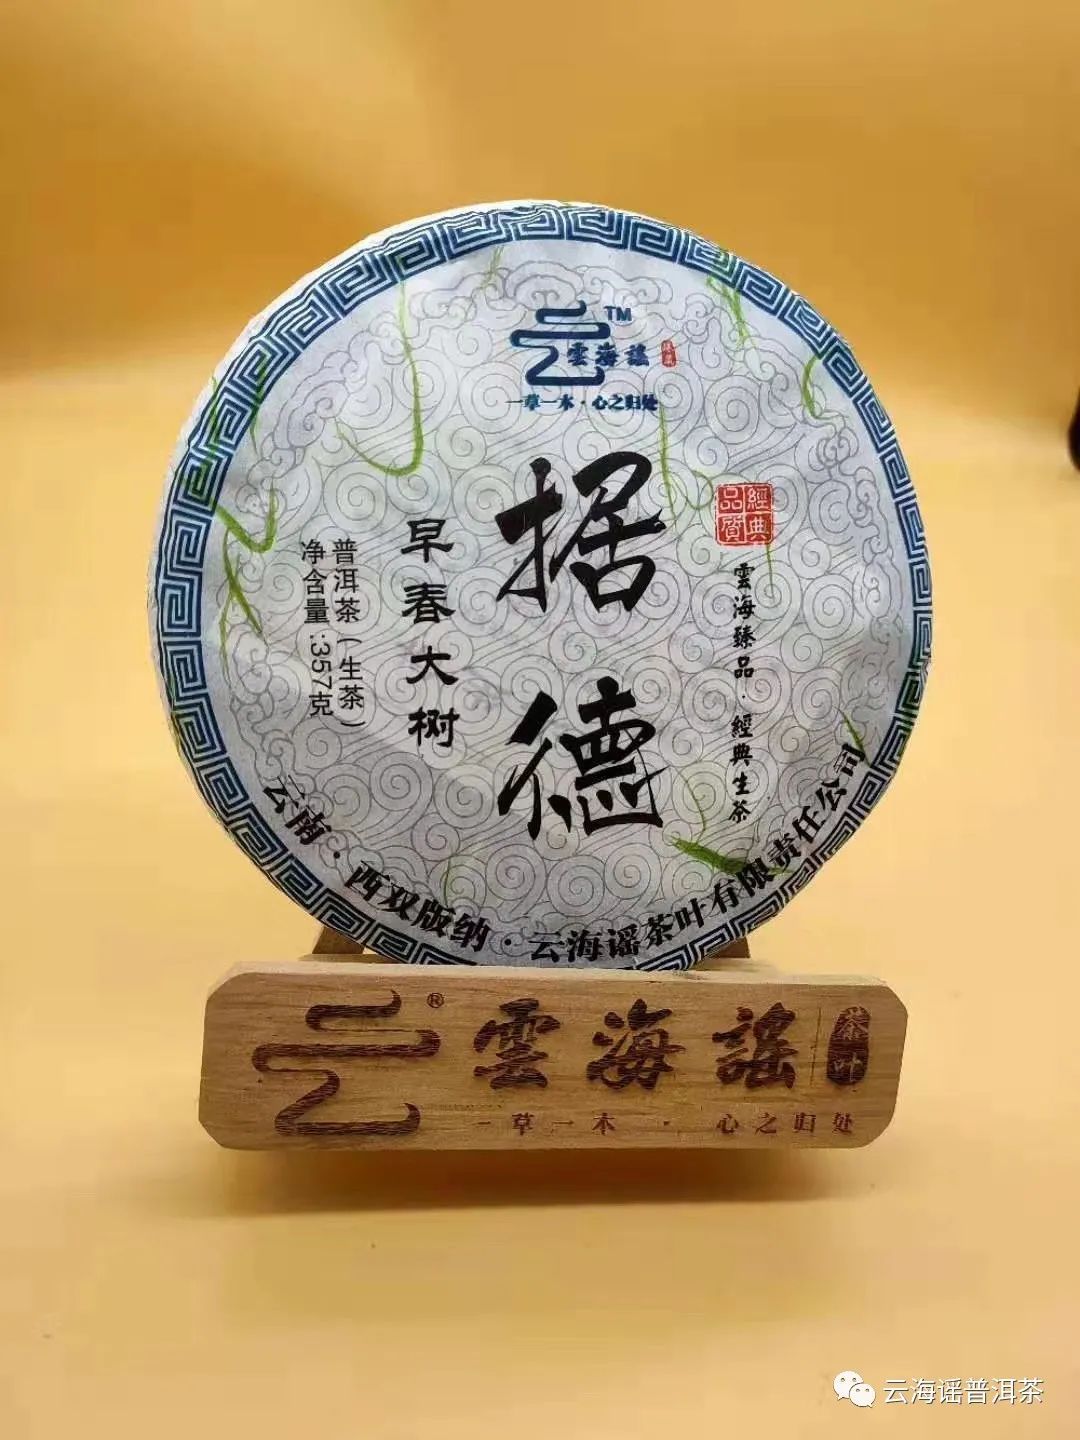 TM
雲海謠
一草一木·心之归处
据德
經典品質
雲海臻品·經典生茶
早春大树
普洱茶(生茶)
净含量:357克
云南·西双版纳·云海谣茶叶有限责任公司
®
雲海謠
茶叶
一草一木·心之归处
云海谣普洱茶